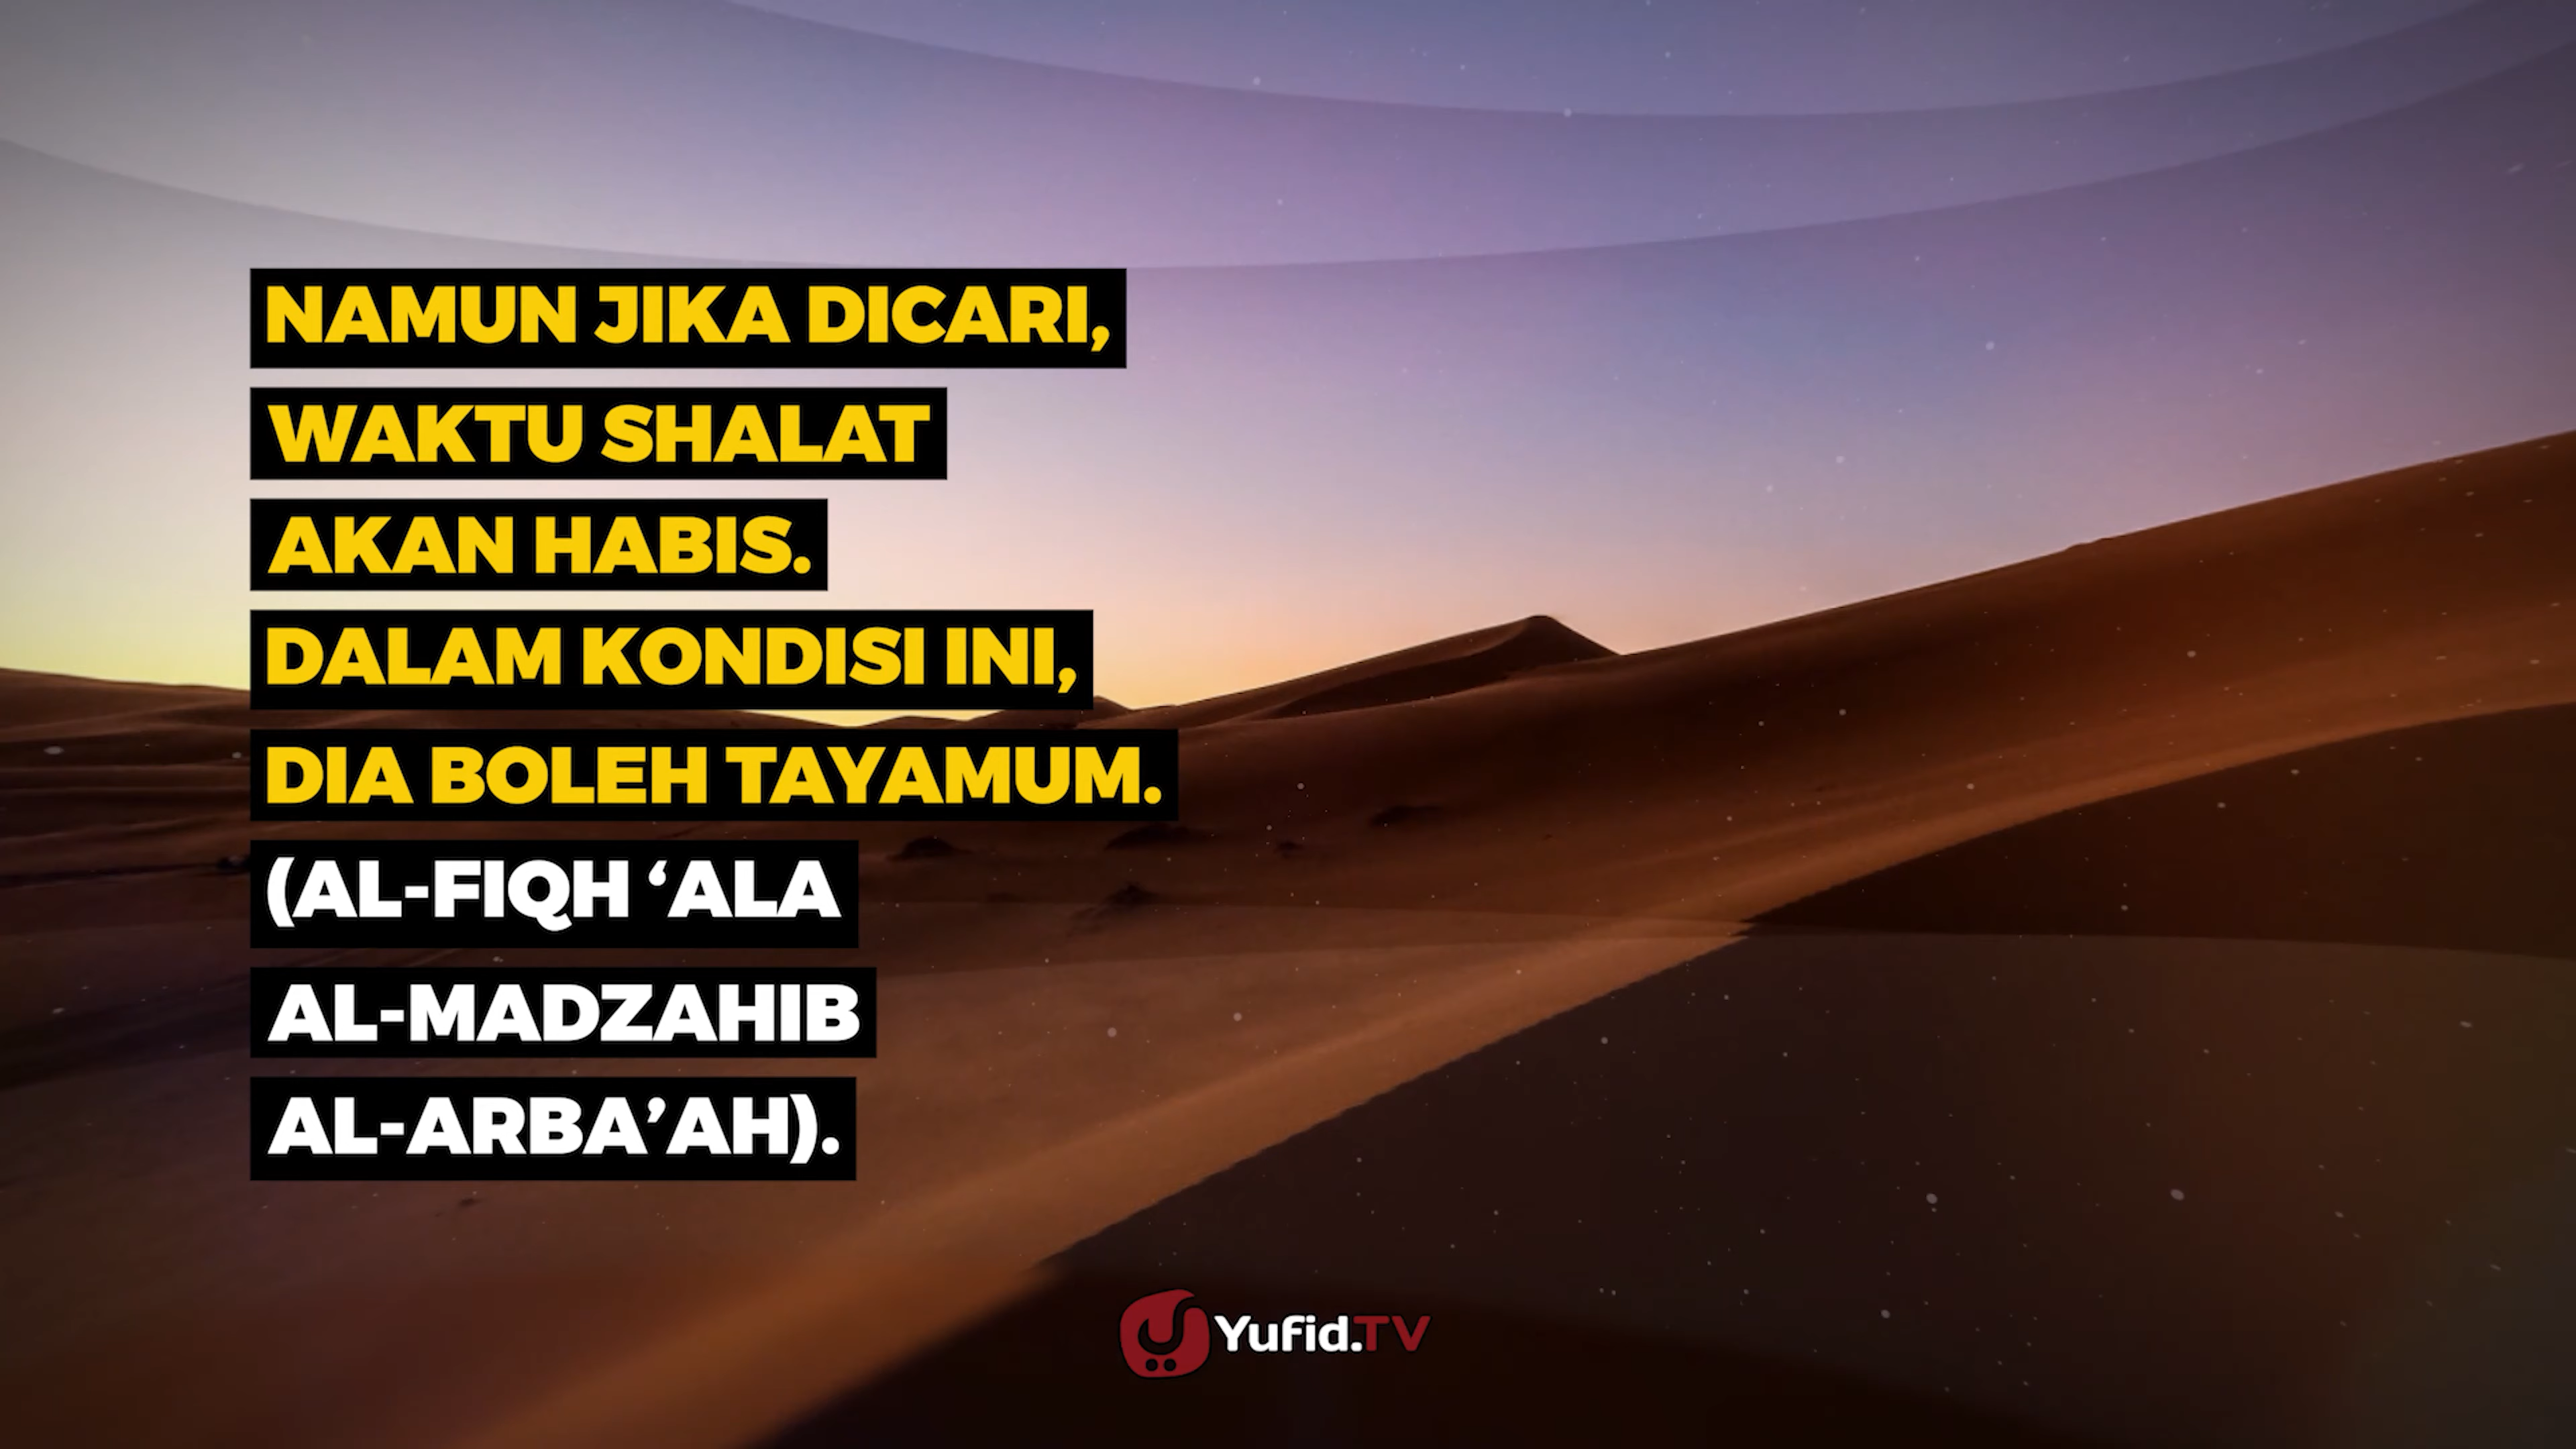 NAMUN JIKA DICARI,
WAKTU SHALAT
AKAN HABIS.
DALAM KONDISI INI,
DIA BOLEH TAYAMUM.
(AL-FIQH ‘ALA
AL-MADZAHIB
AL-ARBA’AH).
Yufid.TV